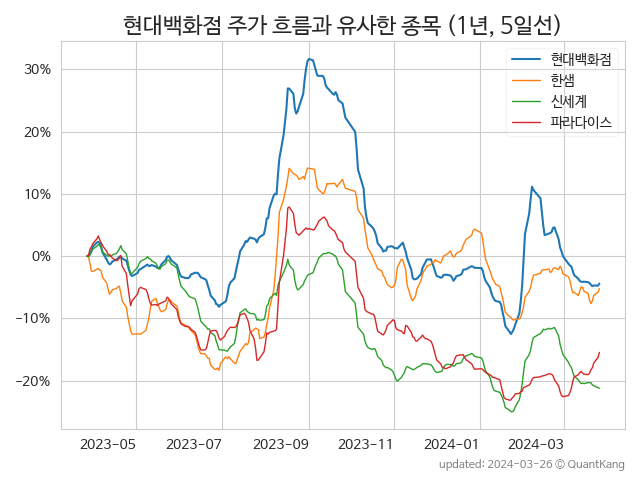 현대백화점 주가 흐름과 유사한 종목 (1년, 5일선)
현대백화점
한샘
신세계
파라다이스
30%
20%
10%
0%
−10%
−20%
2023-05 2023-07 2023-09 2023-11 2024-01 2024-03
updated: 2024-03-26 © QuantKang